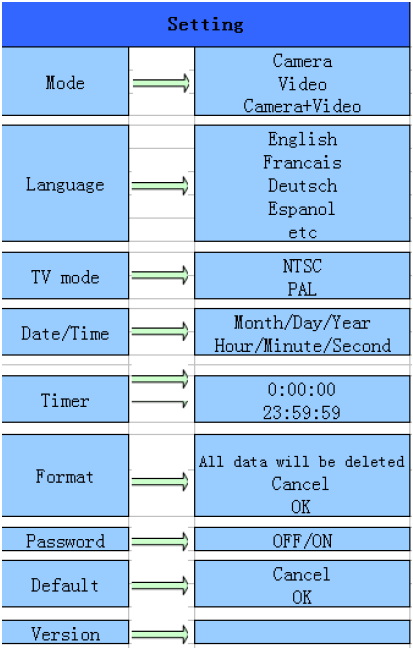 Setting
Mode
Camera
Video
Camera+Video
Language
English
Francais
Deutsch
Espanol
etc
TV mode
NTSC
PAL
Date/Time
Month/Day/Year
Hour/Minute/Second
Timer
0:00:00
23:59:59
Format
All data will be deleted
Cancel
OK
Password
OFF/ON
Default
Cancel
OK
Version